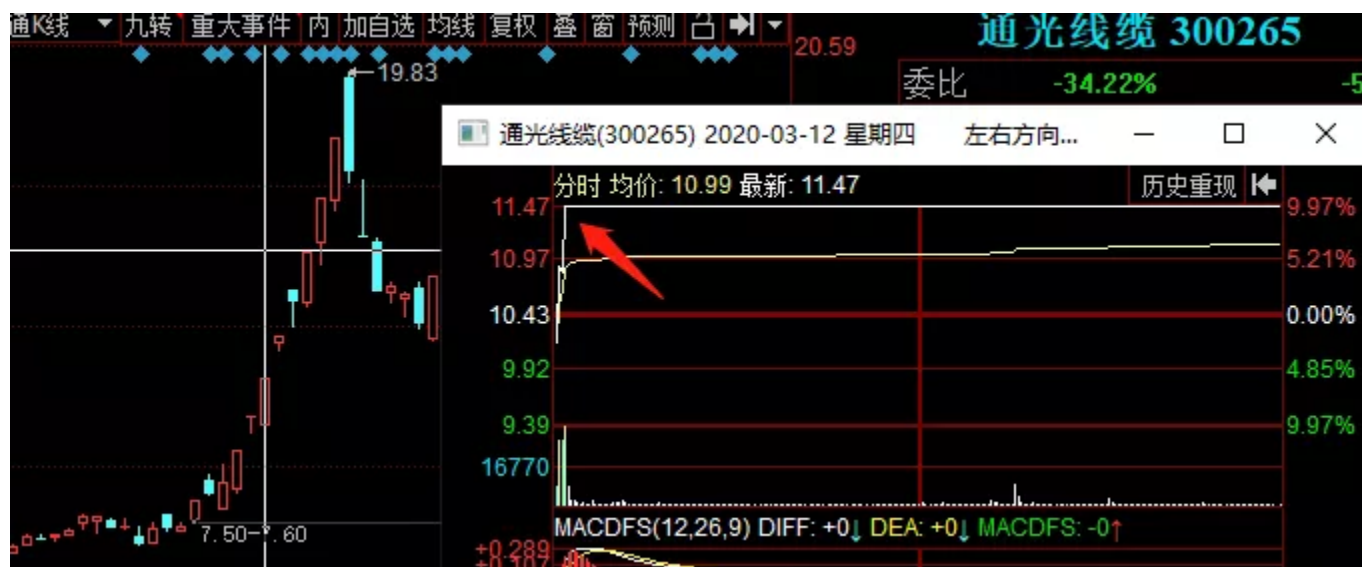 通K线 九转 重大事件 内 加自选 均线 复权 叠 窗 预测
20.59
通光线缆 300265
委比 -34.22% -5
19.83
通光线缆(300265) 2020-03-12 星期四 左右方向...
分时 均价: 10.99 最新: 11.47 历史重现
11.47 9.97%
10.97 5.21%
10.43 0.00%
9.92 4.85%
9.39 9.97%
16770
7.50-7.60
MACDFS(12,26,9) DIFF: +0↓ DEA: +0↓ MACDFS: -0↑
+0.289